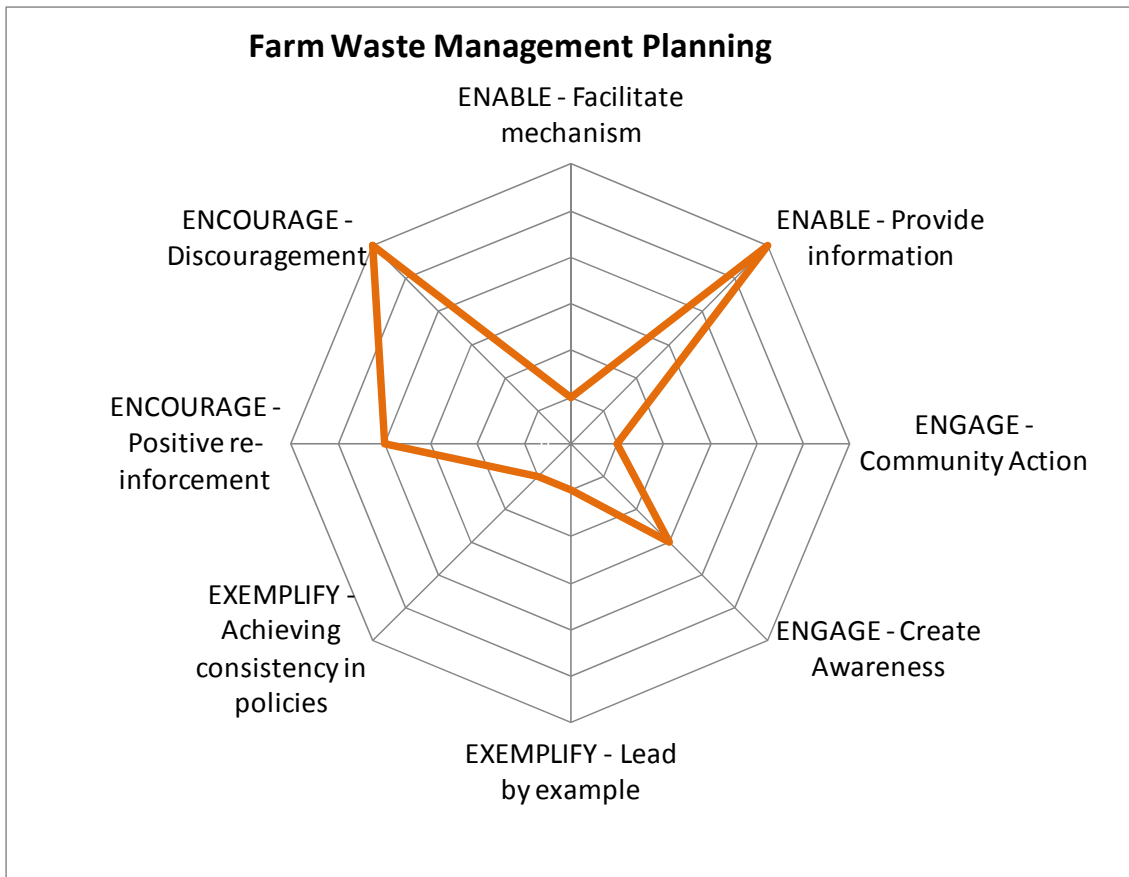 Farm Waste Management Planning
ENABLE - Facilitate
mechanism
ENABLE - Provide
information
ENGAGE -
Community Action
ENGAGE - Create
Awareness
EXEMPLIFY - Lead
by example
EXEMPLIFY -
Achieving
consistency in
policies
ENCOURAGE -
Positive re-
inforcement
ENCOURAGE -
Discouragement